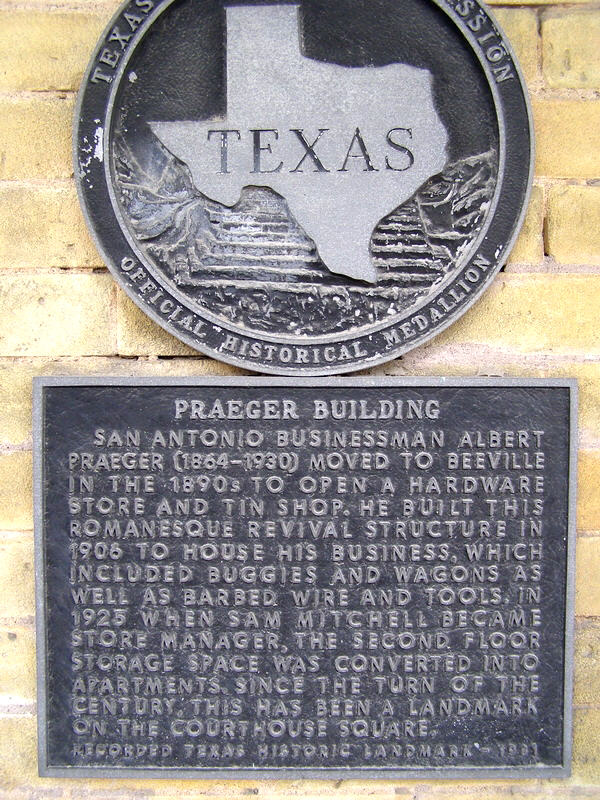 TEXAS
TEXAS
OFFICIAL HISTORICAL MEDALLION
PRAEGER BUILDING
SAN ANTONIO BUSINESSMAN ALBERT
PRAEGER (1864-1930) MOVED TO BEEVILLE
IN THE 1890s TO OPEN A HARDWARE
STORE AND TIN SHOP. HE BUILT THIS
ROMANESQUE REVIVAL STRUCTURE IN
1906 TO HOUSE HIS BUSINESS, WHICH
INCLUDED BUGGIES AND WAGONS AS
WELL AS BARBED WIRE AND TOOLS. IN
1925 WHEN SAM MITCHELL BECAME
STORE MANAGER, THE SECOND FLOOR
STORAGE SPACE WAS CONVERTED INTO
APARTMENTS. SINCE THE TURN OF THE
CENTURY, THIS HAS BEEN A LANDMARK
ON THE COURTHOUSE SQUARE.
RECORDED TEXAS HISTORIC LANDMARK - 1981